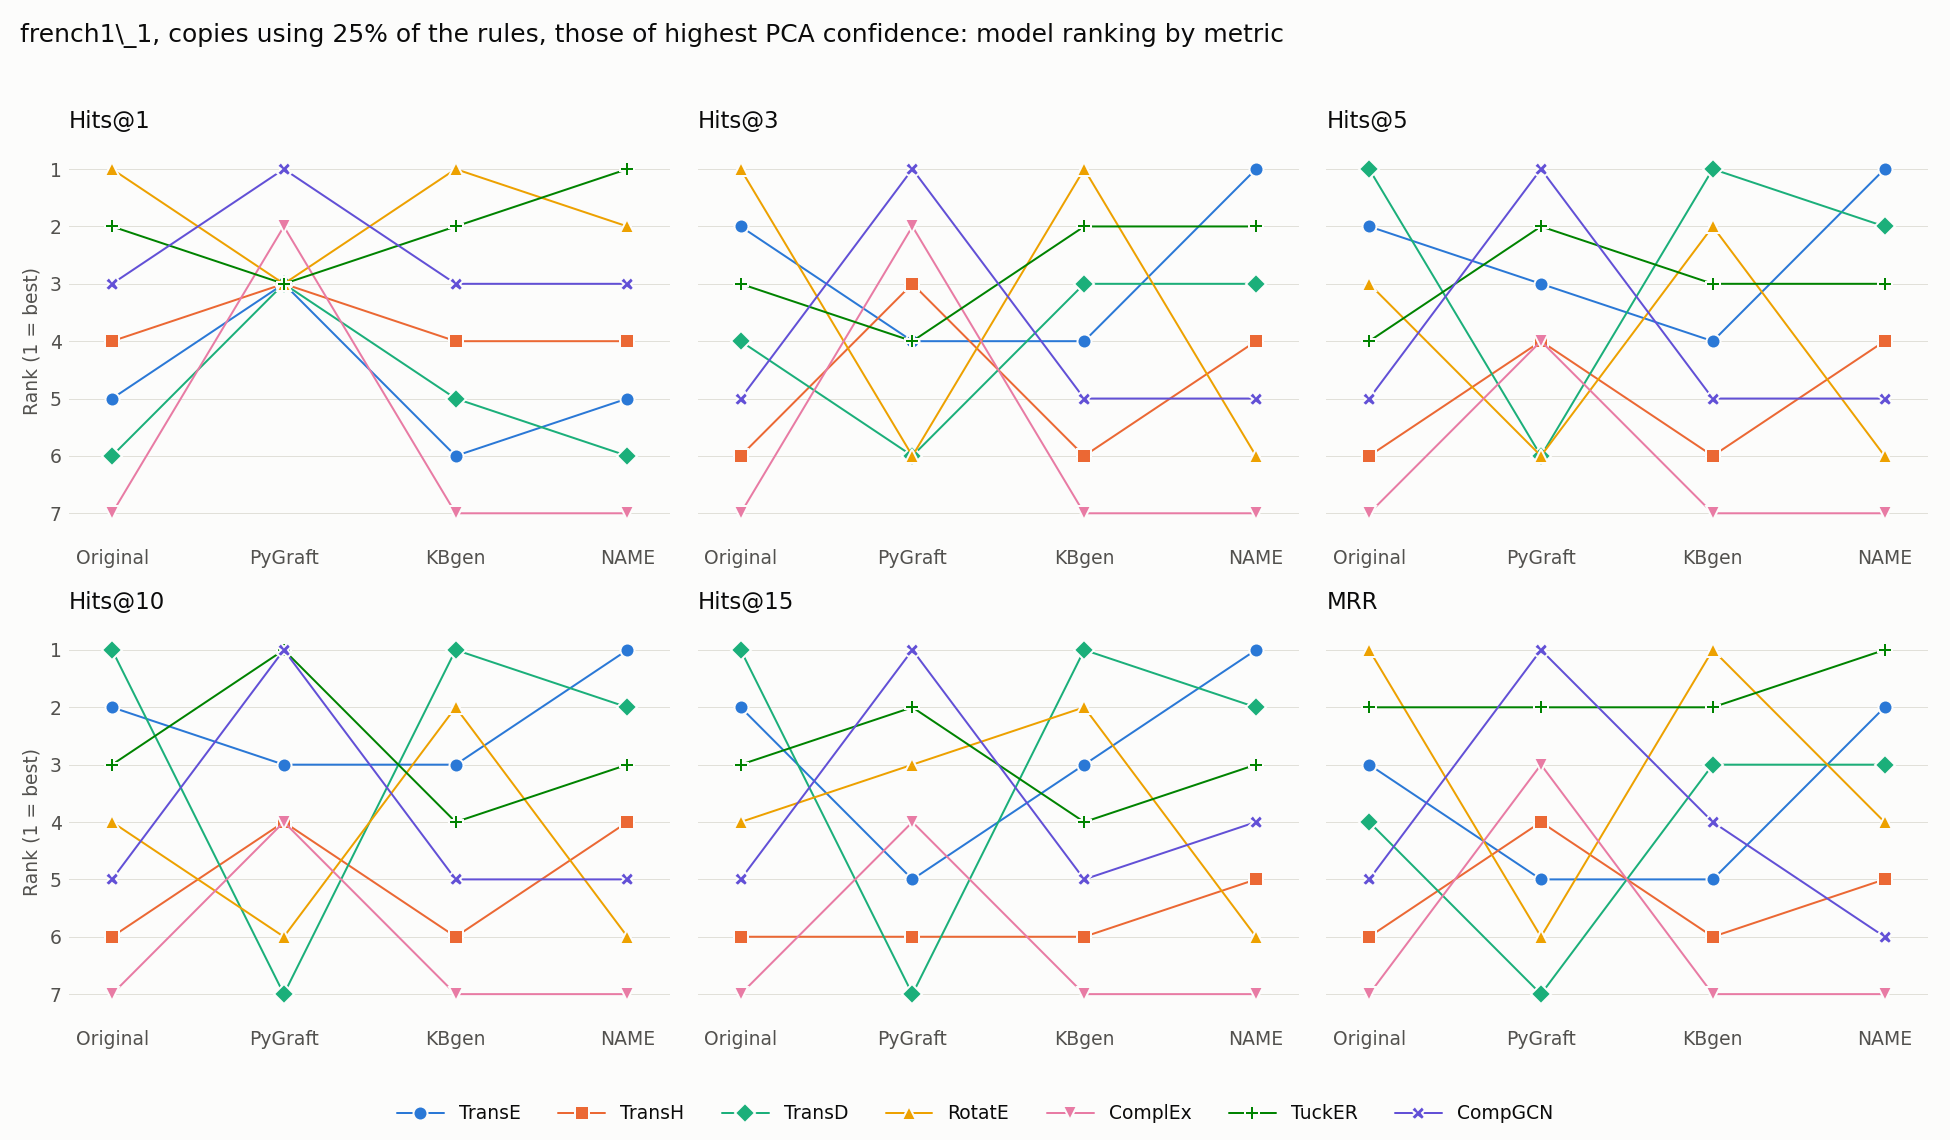 french1\_1, copies using 25% of the rules, those of highest PCA confidence: model ranking by metric
Hits@1
Hits@3
Hits@5
Rank (1 = best)
1
2
3
4
5
6
7
Original PyGraft KBgen NAME
Original PyGraft KBgen NAME
Original PyGraft KBgen NAME
Hits@10
Hits@15
MRR
Rank (1 = best)
1
2
3
4
5
6
7
Original PyGraft KBgen NAME
Original PyGraft KBgen NAME
Original PyGraft KBgen NAME
TransE TransH TransD RotatE ComplEx TuckER CompGCN